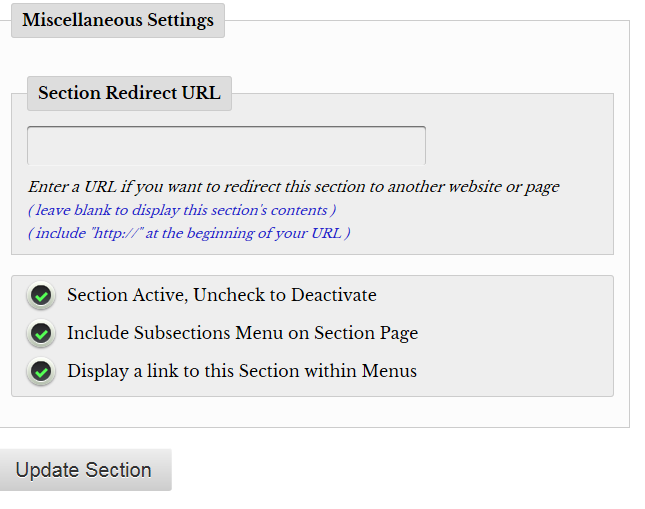 Miscellaneous Settings
Section Redirect URL
Enter a URL if you want to redirect this section to another website or page
( leave blank to display this section's contents )
( include "http://" at the beginning of your URL )
Section Active, Uncheck to Deactivate
Include Subsections Menu on Section Page
Display a link to this Section within Menus
Update Section